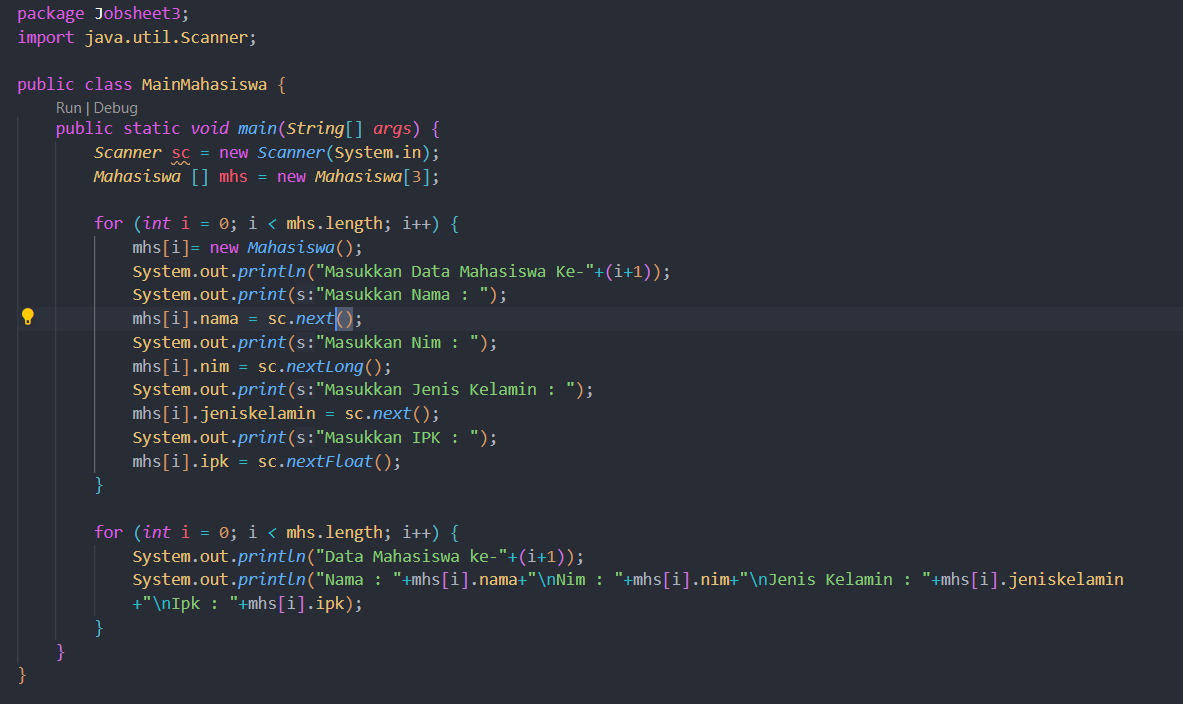 package Jobsheet3;
import java.util.Scanner;
public class MainMahasiswa {
Run | Debug
public static void main(String[] args) {
Scanner sc = new Scanner(System.in);
Mahasiswa [] mhs = new Mahasiswa[3];
for (int i = 0; i < mhs.length; i++) {
mhs[i]= new Mahasiswa();
System.out.println("Masukkan Data Mahasiswa Ke-"+(i+1));
System.out.print(s:"Masukkan Nama : ");
mhs[i].nama = sc.next();
System.out.print(s:"Masukkan Nim : ");
mhs[i].nim = sc.nextLong();
System.out.print(s:"Masukkan Jenis Kelamin : ");
mhs[i].jeniskelamin = sc.next();
System.out.print(s:"Masukkan IPK : ");
mhs[i].ipk = sc.nextFloat();
}
for (int i = 0; i < mhs.length; i++) {
System.out.println("Data Mahasiswa ke-"+(i+1));
System.out.println("Nama : "+mhs[i].nama+"\nNim : "+mhs[i].nim+"\nJenis Kelamin : "+mhs[i].jeniskelamin
+"\nIpk : "+mhs[i].ipk);
}
}
}